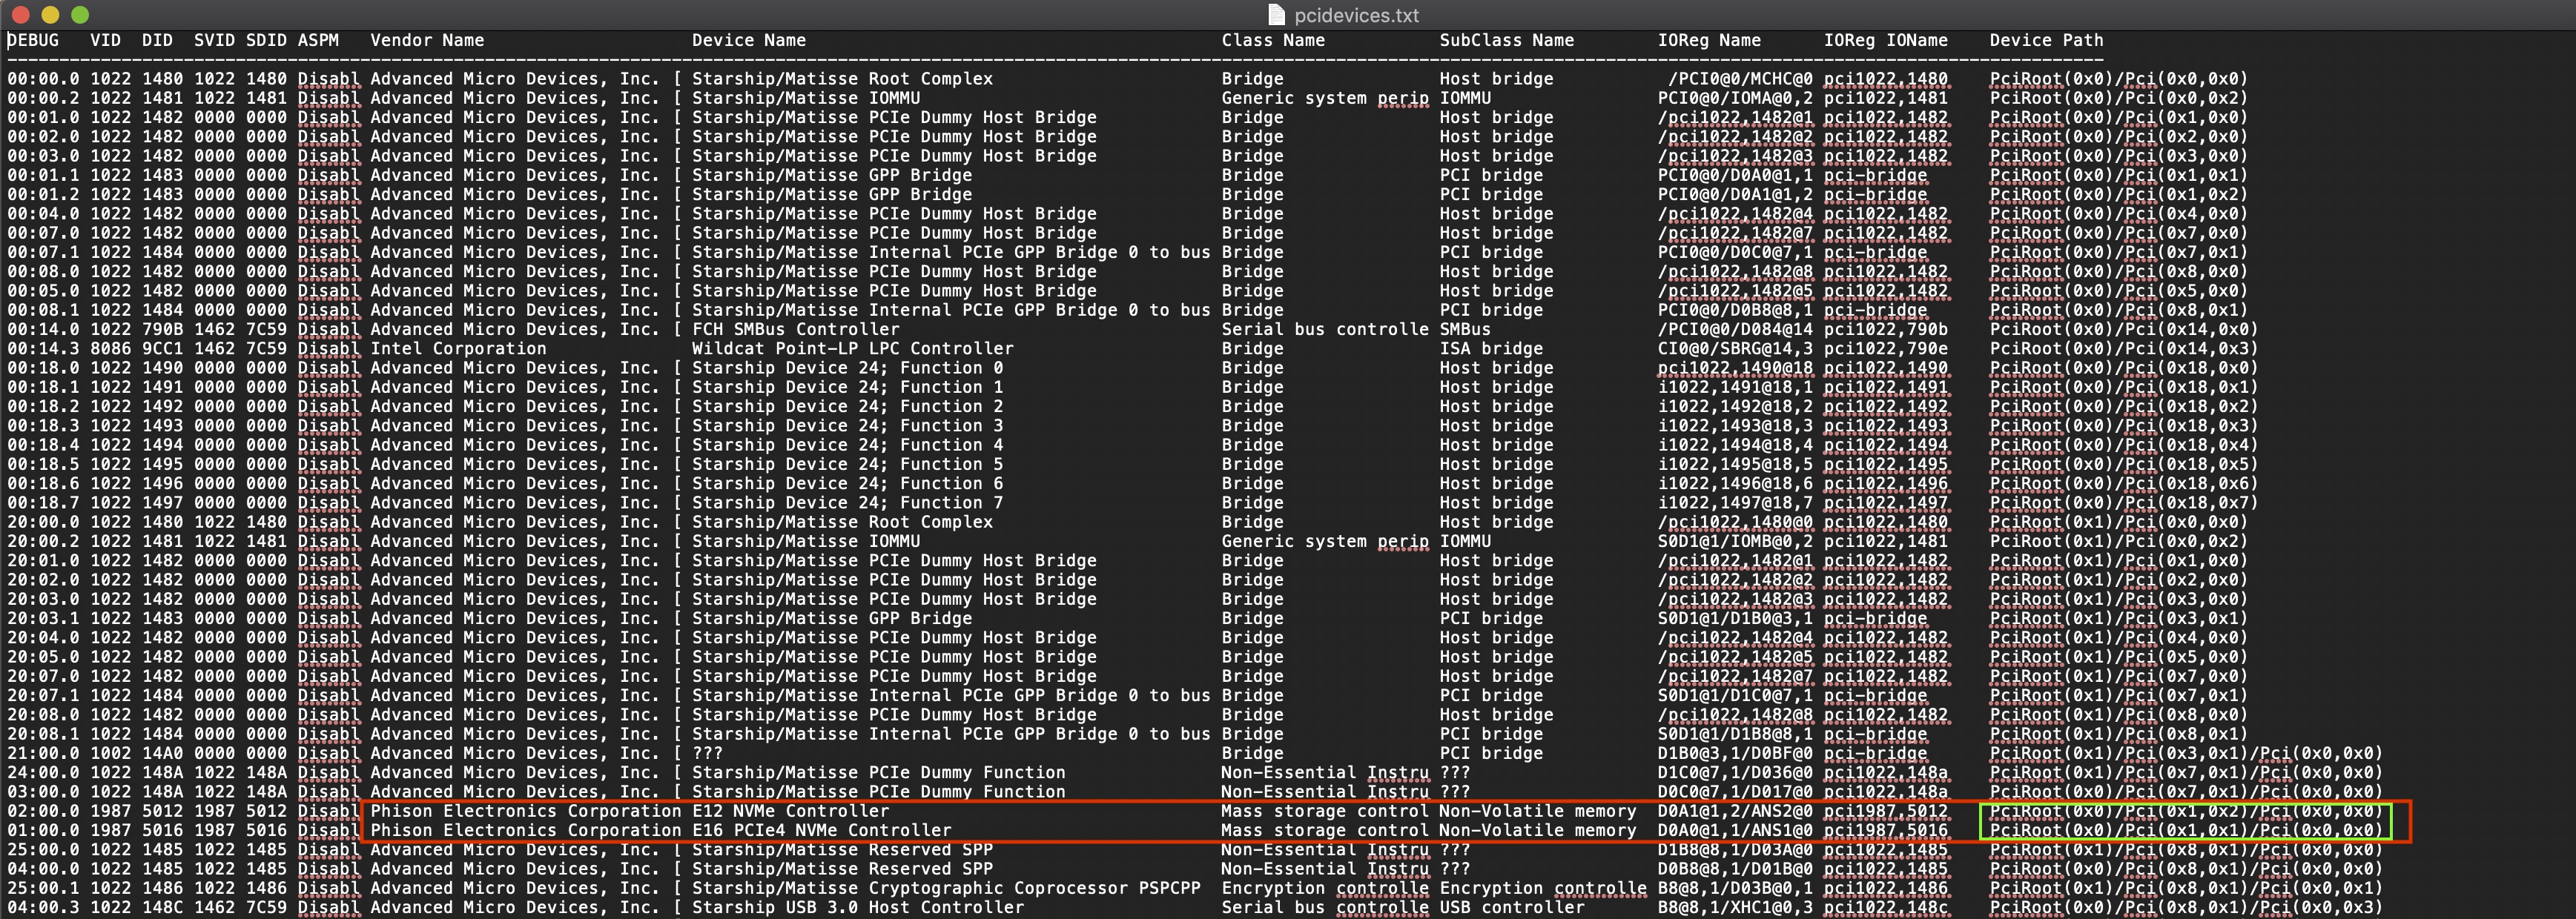 pcidevices.txt
DEBUG VID DID SVID SDID ASPM Vendor Name Device Name Class Name SubClass Name IOReg Name IOReg IOName Device Path
--------------------------------------------------------------------------------
00:00.0 1022 1480 1022 1480 Disabl Advanced Micro Devices, Inc. [ Starship/Matisse Root Complex Bridge Host bridge /PCI0@0/MCHC@0 pci1022,1480 PciRoot(0x0)/Pci(0x0,0x0)
00:00.2 1022 1481 1022 1481 Disabl Advanced Micro Devices, Inc. [ Starship/Matisse IOMMU Generic system perip IOMMU PCI0@0/IOMA@0,2 pci1022,1481 PciRoot(0x0)/Pci(0x0,0x2)
00:01.0 1022 1482 0000 0000 Disabl Advanced Micro Devices, Inc. [ Starship/Matisse PCIe Dummy Host Bridge Bridge Host bridge /pci1022,1482@1 pci1022,1482 PciRoot(0x0)/Pci(0x1,0x0)
00:02.0 1022 1482 0000 0000 Disabl Advanced Micro Devices, Inc. [ Starship/Matisse PCIe Dummy Host Bridge Bridge Host bridge /pci1022,1482@2 pci1022,1482 PciRoot(0x0)/Pci(0x2,0x0)
00:03.0 1022 1482 0000 0000 Disabl Advanced Micro Devices, Inc. [ Starship/Matisse PCIe Dummy Host Bridge Bridge Host bridge /pci1022,1482@3 pci1022,1482 PciRoot(0x0)/Pci(0x3,0x0)
00:01.1 1022 1483 0000 0000 Disabl Advanced Micro Devices, Inc. [ Starship/Matisse GPP Bridge Bridge PCI bridge PCI0@0/D0A0@1,1 pci-bridge PciRoot(0x0)/Pci(0x1,0x1)
00:01.2 1022 1483 0000 0000 Disabl Advanced Micro Devices, Inc. [ Starship/Matisse GPP Bridge Bridge PCI bridge PCI0@0/D0A1@1,2 pci-bridge PciRoot(0x0)/Pci(0x1,0x2)
00:04.0 1022 1482 0000 0000 Disabl Advanced Micro Devices, Inc. [ Starship/Matisse PCIe Dummy Host Bridge Bridge Host bridge /pci1022,1482@4 pci1022,1482 PciRoot(0x0)/Pci(0x4,0x0)
00:07.0 1022 1482 0000 0000 Disabl Advanced Micro Devices, Inc. [ Starship/Matisse PCIe Dummy Host Bridge Bridge Host bridge /pci1022,1482@7 pci1022,1482 PciRoot(0x0)/Pci(0x7,0x0)
00:07.1 1022 1484 0000 0000 Disabl Advanced Micro Devices, Inc. [ Starship/Matisse Internal PCIe GPP Bridge 0 to bus Bridge PCI bridge PCI0@0/D0C0@7,1 pci-bridge PciRoot(0x0)/Pci(0x7,0x1)
00:08.0 1022 1482 0000 0000 Disabl Advanced Micro Devices, Inc. [ Starship/Matisse PCIe Dummy Host Bridge Bridge Host bridge /pci1022,1482@8 pci1022,1482 PciRoot(0x0)/Pci(0x8,0x0)
00:05.0 1022 1482 0000 0000 Disabl Advanced Micro Devices, Inc. [ Starship/Matisse PCIe Dummy Host Bridge Bridge Host bridge /pci1022,1482@5 pci1022,1482 PciRoot(0x0)/Pci(0x5,0x0)
00:08.1 1022 1484 0000 0000 Disabl Advanced Micro Devices, Inc. [ Starship/Matisse Internal PCIe GPP Bridge 0 to bus Bridge PCI bridge PCI0@0/D0B8@8,1 pci-bridge PciRoot(0x0)/Pci(0x8,0x1)
00:14.0 1022 790B 1462 7C59 Disabl Advanced Micro Devices, Inc. [ FCH SMBus Controller Serial bus controlle SMBus /PCI0@0/D084@14 pci1022,790b PciRoot(0x0)/Pci(0x14,0x0)
00:14.3 8086 9CC1 1462 7C59 Disabl Intel Corporation Wildcat Point-LP LPC Controller Bridge ISA bridge CI0@0/SBRG@14,3 pci1022,790e PciRoot(0x0)/Pci(0x14,0x3)
00:18.0 1022 1490 0000 0000 Disabl Advanced Micro Devices, Inc. [ Starship Device 24; Function 0 Bridge Host bridge pci1022,1490@18 pci1022,1490 PciRoot(0x0)/Pci(0x18,0x0)
00:18.1 1022 1491 0000 0000 Disabl Advanced Micro Devices, Inc. [ Starship Device 24; Function 1 Bridge Host bridge i1022,1491@18,1 pci1022,1491 PciRoot(0x0)/Pci(0x18,0x1)
00:18.2 1022 1492 0000 0000 Disabl Advanced Micro Devices, Inc. [ Starship Device 24; Function 2 Bridge Host bridge i1022,1492@18,2 pci1022,1492 PciRoot(0x0)/Pci(0x18,0x2)
00:18.3 1022 1493 0000 0000 Disabl Advanced Micro Devices, Inc. [ Starship Device 24; Function 3 Bridge Host bridge i1022,1493@18,3 pci1022,1493 PciRoot(0x0)/Pci(0x18,0x3)
00:18.4 1022 1494 0000 0000 Disabl Advanced Micro Devices, Inc. [ Starship Device 24; Function 4 Bridge Host bridge i1022,1494@18,4 pci1022,1494 PciRoot(0x0)/Pci(0x18,0x4)
00:18.5 1022 1495 0000 0000 Disabl Advanced Micro Devices, Inc. [ Starship Device 24; Function 5 Bridge Host bridge i1022,1495@18,5 pci1022,1495 PciRoot(0x0)/Pci(0x18,0x5)
00:18.6 1022 1496 0000 0000 Disabl Advanced Micro Devices, Inc. [ Starship Device 24; Function 6 Bridge Host bridge i1022,1496@18,6 pci1022,1496 PciRoot(0x0)/Pci(0x18,0x6)
00:18.7 1022 1497 0000 0000 Disabl Advanced Micro Devices, Inc. [ Starship Device 24; Function 7 Bridge Host bridge i1022,1497@18,7 pci1022,1497 PciRoot(0x0)/Pci(0x18,0x7)
20:00.0 1022 1480 1022 1480 Disabl Advanced Micro Devices, Inc. [ Starship/Matisse Root Complex Bridge Host bridge /pci1022,1480@0 pci1022,1480 PciRoot(0x1)/Pci(0x0,0x0)
20:00.2 1022 1481 1022 1481 Disabl Advanced Micro Devices, Inc. [ Starship/Matisse IOMMU Generic system perip IOMMU S0D1@1/IOMB@0,2 pci1022,1481 PciRoot(0x1)/Pci(0x0,0x2)
20:01.0 1022 1482 0000 0000 Disabl Advanced Micro Devices, Inc. [ Starship/Matisse PCIe Dummy Host Bridge Bridge Host bridge /pci1022,1482@1 pci1022,1482 PciRoot(0x1)/Pci(0x1,0x0)
20:02.0 1022 1482 0000 0000 Disabl Advanced Micro Devices, Inc. [ Starship/Matisse PCIe Dummy Host Bridge Bridge Host bridge /pci1022,1482@2 pci1022,1482 PciRoot(0x1)/Pci(0x2,0x0)
20:03.0 1022 1482 0000 0000 Disabl Advanced Micro Devices, Inc. [ Starship/Matisse PCIe Dummy Host Bridge Bridge Host bridge /pci1022,1482@3 pci1022,1482 PciRoot(0x1)/Pci(0x3,0x0)
20:03.1 1022 1483 0000 0000 Disabl Advanced Micro Devices, Inc. [ Starship/Matisse GPP Bridge Bridge PCI bridge S0D1@1/D1B0@3,1 pci-bridge PciRoot(0x1)/Pci(0x3,0x1)
20:04.0 1022 1482 0000 0000 Disabl Advanced Micro Devices, Inc. [ Starship/Matisse PCIe Dummy Host Bridge Bridge Host bridge /pci1022,1482@4 pci1022,1482 PciRoot(0x1)/Pci(0x4,0x0)
20:05.0 1022 1482 0000 0000 Disabl Advanced Micro Devices, Inc. [ Starship/Matisse PCIe Dummy Host Bridge Bridge Host bridge /pci1022,1482@5 pci1022,1482 PciRoot(0x1)/Pci(0x5,0x0)
20:07.0 1022 1482 0000 0000 Disabl Advanced Micro Devices, Inc. [ Starship/Matisse PCIe Dummy Host Bridge Bridge Host bridge /pci1022,1482@7 pci1022,1482 PciRoot(0x1)/Pci(0x7,0x0)
20:07.1 1022 1484 0000 0000 Disabl Advanced Micro Devices, Inc. [ Starship/Matisse Internal PCIe GPP Bridge 0 to bus Bridge PCI bridge S0D1@1/D1C0@7,1 pci-bridge PciRoot(0x1)/Pci(0x7,0x1)
20:08.0 1022 1482 0000 0000 Disabl Advanced Micro Devices, Inc. [ Starship/Matisse PCIe Dummy Host Bridge Bridge Host bridge /pci1022,1482@8 pci1022,1482 PciRoot(0x1)/Pci(0x8,0x0)
20:08.1 1022 1484 0000 0000 Disabl Advanced Micro Devices, Inc. [ Starship/Matisse Internal PCIe GPP Bridge 0 to bus Bridge PCI bridge S0D1@1/D1B8@8,1 pci-bridge PciRoot(0x1)/Pci(0x8,0x1)
21:00.0 1002 14A0 0000 0000 Disabl Advanced Micro Devices, Inc. [ ??? Bridge PCI bridge D1B0@3,1/D0BF@0 pci-bridge PciRoot(0x1)/Pci(0x3,0x1)/Pci(0x0,0x0)
24:00.0 1022 148A 1022 148A Disabl Advanced Micro Devices, Inc. [ Starship/Matisse PCIe Dummy Function Non-Essential Instru ??? D1C0@7,1/D036@0 pci1022,148a PciRoot(0x1)/Pci(0x7,0x1)/Pci(0x0,0x0)
03:00.0 1022 148A 1022 148A Disabl Advanced Micro Devices, Inc. [ Starship/Matisse PCIe Dummy Function Non-Essential Instru ??? D0C0@7,1/D017@0 pci1022,148a PciRoot(0x0)/Pci(0x7,0x1)/Pci(0x0,0x0)
02:00.0 1987 5012 1987 5012 Disabl Phison Electronics Corporation E12 NVMe Controller Mass storage control Non-Volatile memory D0A1@1,2/ANS2@0 pci1987,5012 PciRoot(0x0)/Pci(0x1,0x2)/Pci(0x0,0x0)
01:00.0 1987 5016 1987 5016 Disabl Phison Electronics Corporation E16 PCIe4 NVMe Controller Mass storage control Non-Volatile memory D0A0@1,1/ANS1@0 pci1987,5016 PciRoot(0x0)/Pci(0x1,0x1)/Pci(0x0,0x0)
25:00.0 1022 1485 1022 1485 Disabl Advanced Micro Devices, Inc. [ Starship/Matisse Reserved SPP Non-Essential Instru ??? D1B8@8,1/D03A@0 pci1022,1485 PciRoot(0x1)/Pci(0x8,0x1)/Pci(0x0,0x0)
04:00.0 1022 1485 1022 1485 Disabl Advanced Micro Devices, Inc. [ Starship/Matisse Reserved SPP Non-Essential Instru ??? D0B8@8,1/D01B@0 pci1022,1485 PciRoot(0x0)/Pci(0x8,0x1)/Pci(0x0,0x0)
25:00.1 1022 1486 1022 1486 Disabl Advanced Micro Devices, Inc. [ Starship/Matisse Cryptographic Coprocessor PSPCPP Encryption controlle Encryption controlle B8@8,1/D03B@0,1 pci1022,1486 PciRoot(0x1)/Pci(0x8,0x1)/Pci(0x0,0x1)
04:00.3 1022 148C 1462 7C59 Disabl Advanced Micro Devices, Inc. [ Starship USB 3.0 Host Controller Serial bus controlle USB controller B8@8,1/XHC1@0,3 pci1022,148c PciRoot(0x0)/Pci(0x8,0x1)/Pci(0x0,0x3)